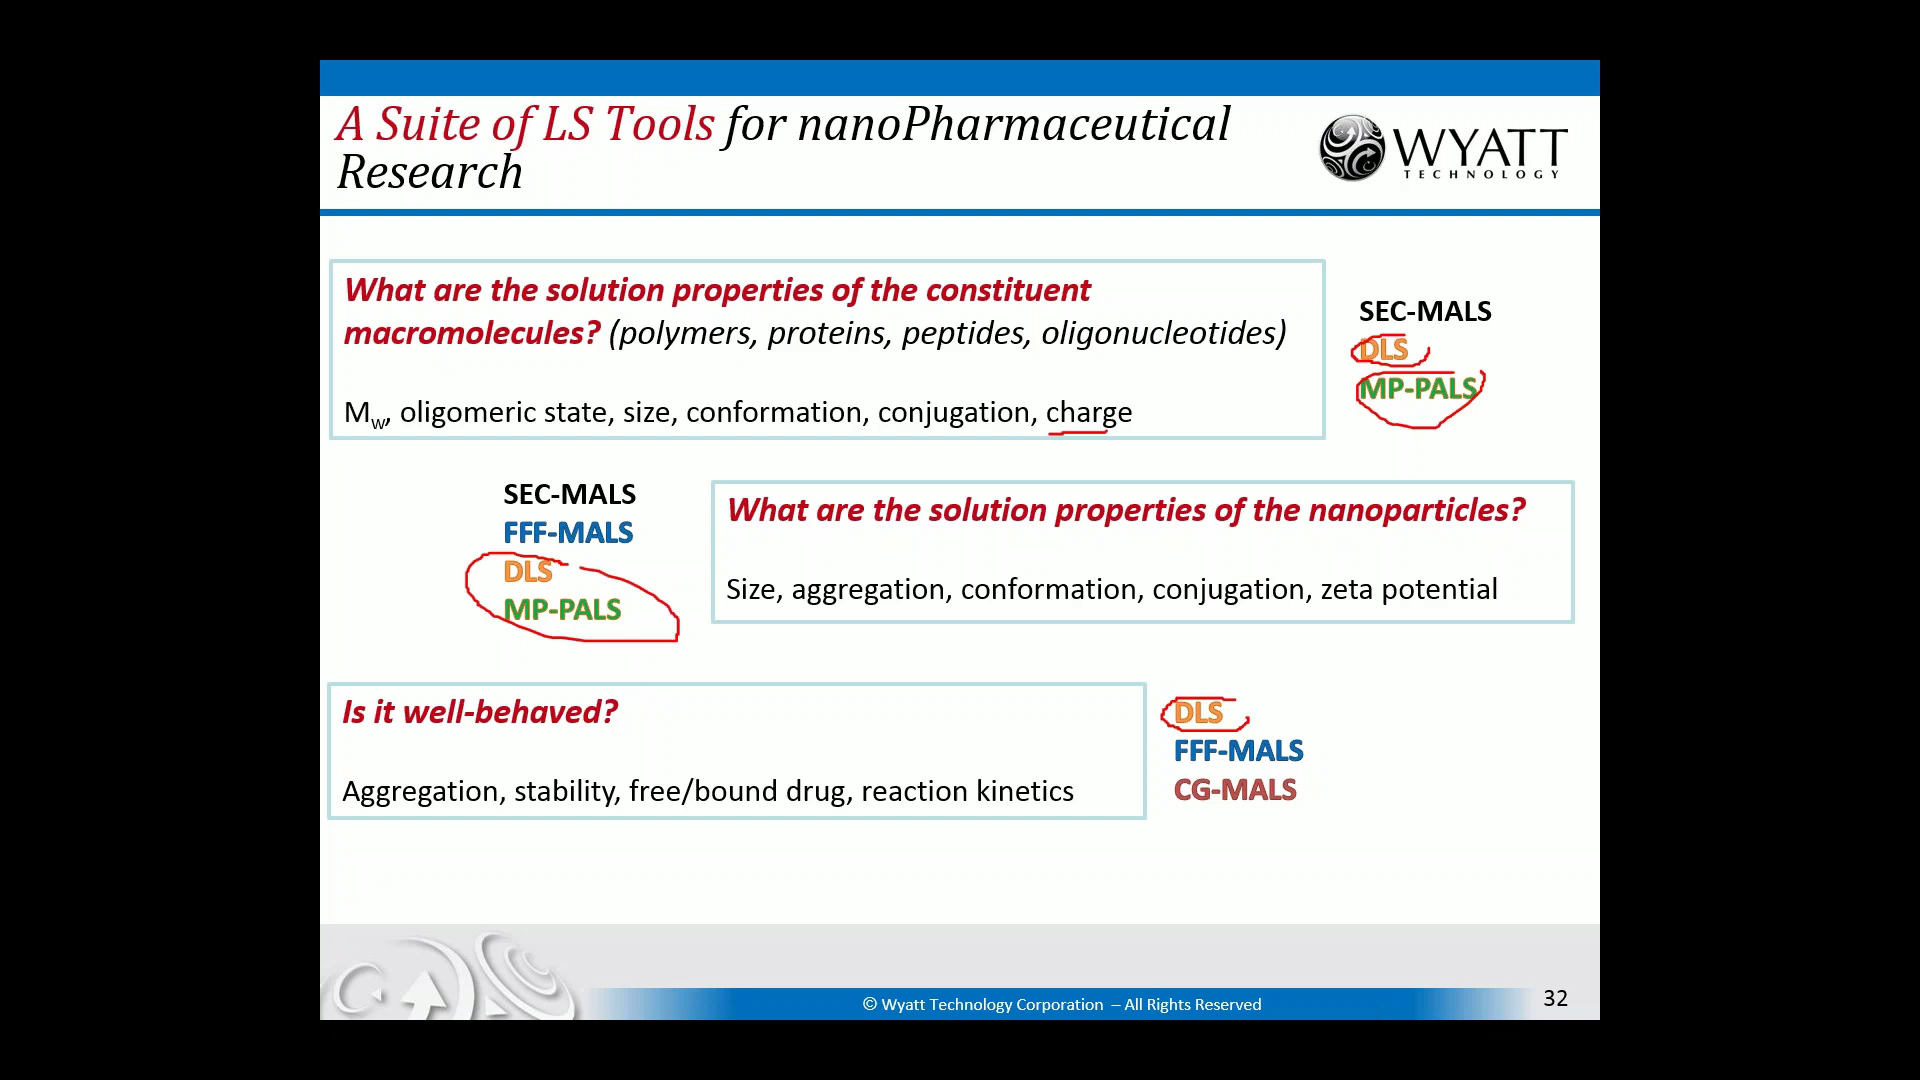 A Suite of LS Tools for nanoPharmaceutical
Research
WYATT
TECHNOLOGY
What are the solution properties of the constituent
macromolecules? (polymers, proteins, peptides, oligonucleotides)
Mw, oligomeric state, size, conformation, conjugation, charge
SEC-MALS
DLS
MP-PALS
SEC-MALS
FFF-MALS
DLS
MP-PALS
What are the solution properties of the nanoparticles?
Size, aggregation, conformation, conjugation, zeta potential
Is it well-behaved?
Aggregation, stability, free/bound drug, reaction kinetics
DLS
FFF-MALS
CG-MALS
© Wyatt Technology Corporation – All Rights Reserved
32